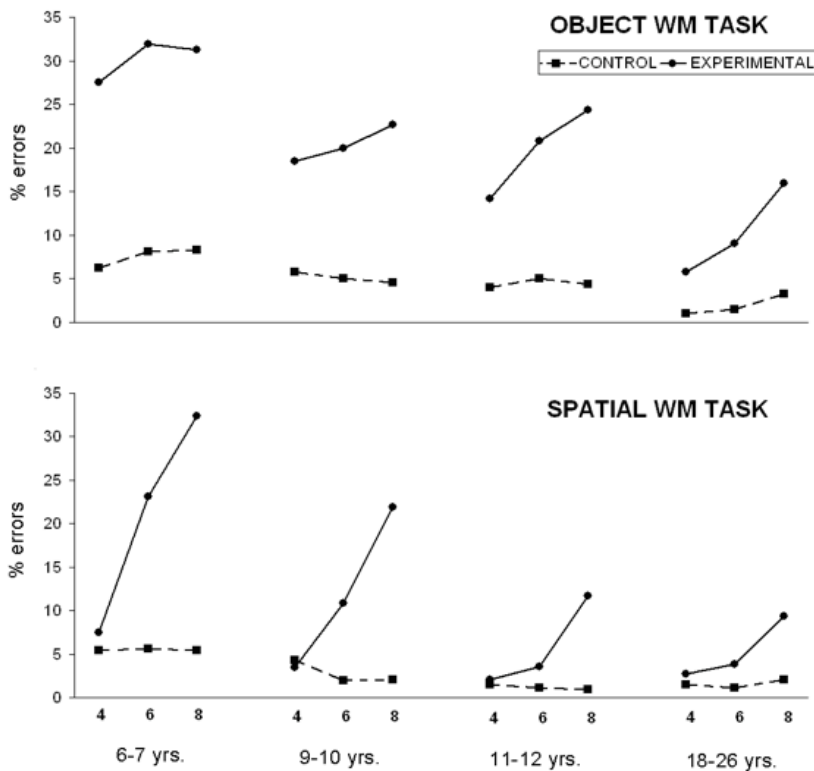 OBJECT WM TASK
CONTROL EXPERIMENTAL
% errors
35
30
25
20
15
10
5
0
SPATIAL WM TASK
% errors
35
30
25
20
15
10
5
0
4 6 8 4 6 8 4 6 8 4 6 8
6-7 yrs. 9-10 yrs. 11-12 yrs. 18-26 yrs.